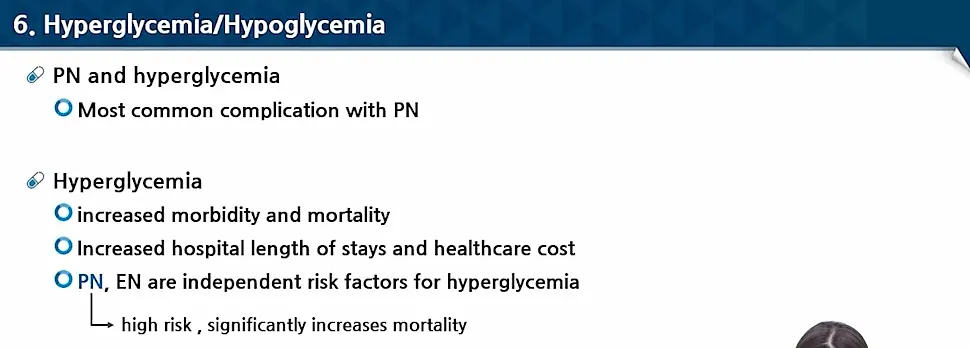 6. Hyperglycemia/Hypoglycemia
PN and hyperglycemia
Most common complication with PN
Hyperglycemia
increased morbidity and mortality
Increased hospital length of stays and healthcare cost
PN, EN are independent risk factors for hyperglycemia
high risk , significantly increases mortality